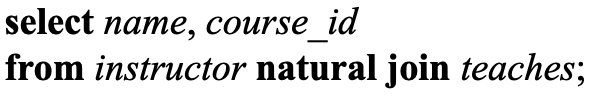 select name, course_id
from instructor natural join teaches;